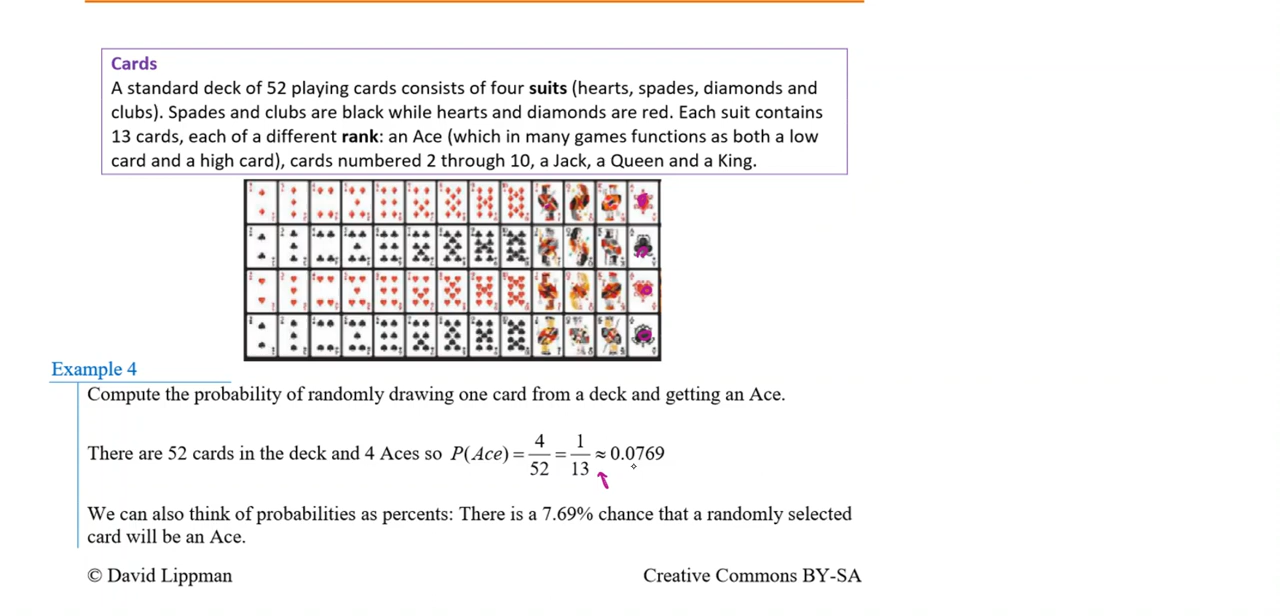 Cards
A standard deck of 52 playing cards consists of four suits (hearts, spades, diamonds and
clubs). Spades and clubs are black while hearts and diamonds are red. Each suit contains
13 cards, each of a different rank: an Ace (which in many games functions as both a low
card and a high card), cards numbered 2 through 10, a Jack, a Queen and a King.
Example 4
Compute the probability of randomly drawing one card from a deck and getting an Ace.
There are 52 cards in the deck and 4 Aces so P(Ace) = 4/52 = 1/13 ≈ 0.0769
We can also think of probabilities as percents: There is a 7.69% chance that a randomly selected
card will be an Ace.
© David Lippman Creative Commons BY-SA